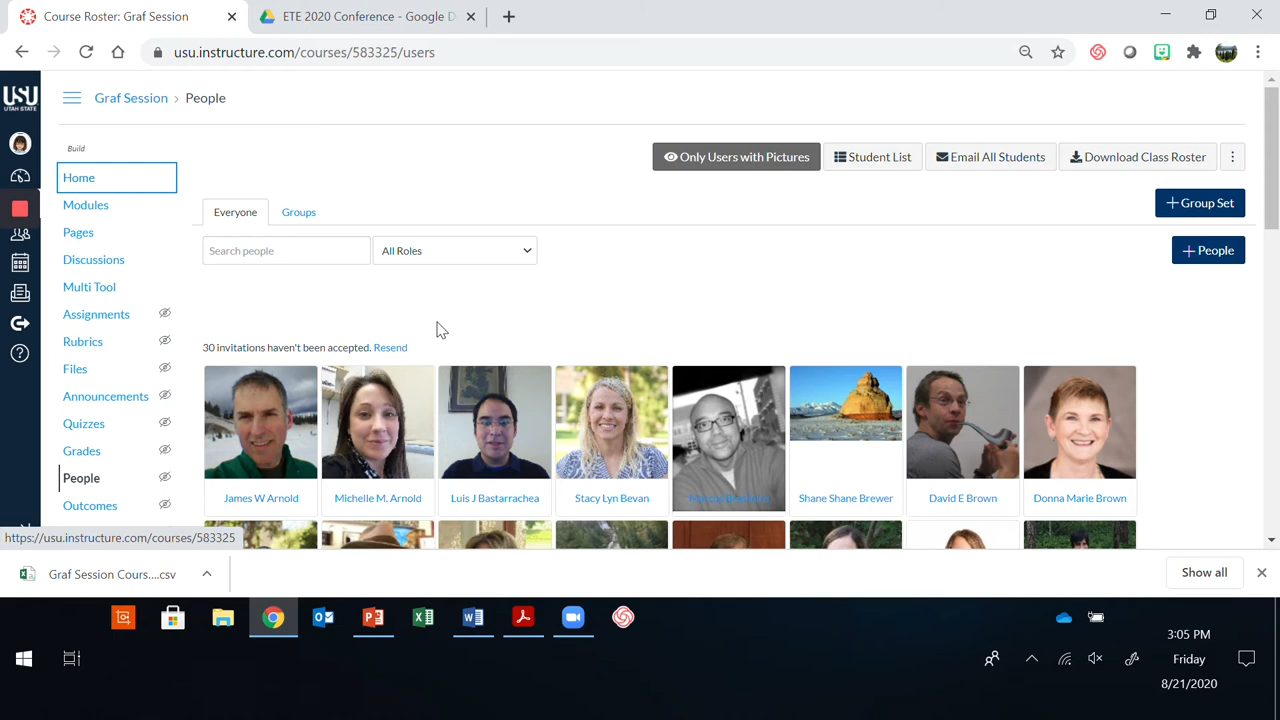 Course Roster: Graf Session
ETE 2020 Conference - Google D
usu.instructure.com/courses/583325/users
USU
UTAH STATE
Graf Session > People
Build
Only Users with Pictures
Student List
Email All Students
Download Class Roster
Home
Modules
Pages
Discussions
Multi Tool
Assignments
Rubrics
Files
Announcements
Quizzes
Grades
People
Outcomes
Everyone
Groups
+ Group Set
Search people
All Roles
+ People
30 invitations haven't been accepted. Resend
James W Arnold
Michelle M. Arnold
Luis J Bastarrachea
Stacy Lyn Bevan
Shane Shane Brewer
David E Brown
Donna Marie Brown
https://usu.instructure.com/courses/583325
Graf Session Cours....csv
Show all
3:05 PM
Friday
8/21/2020